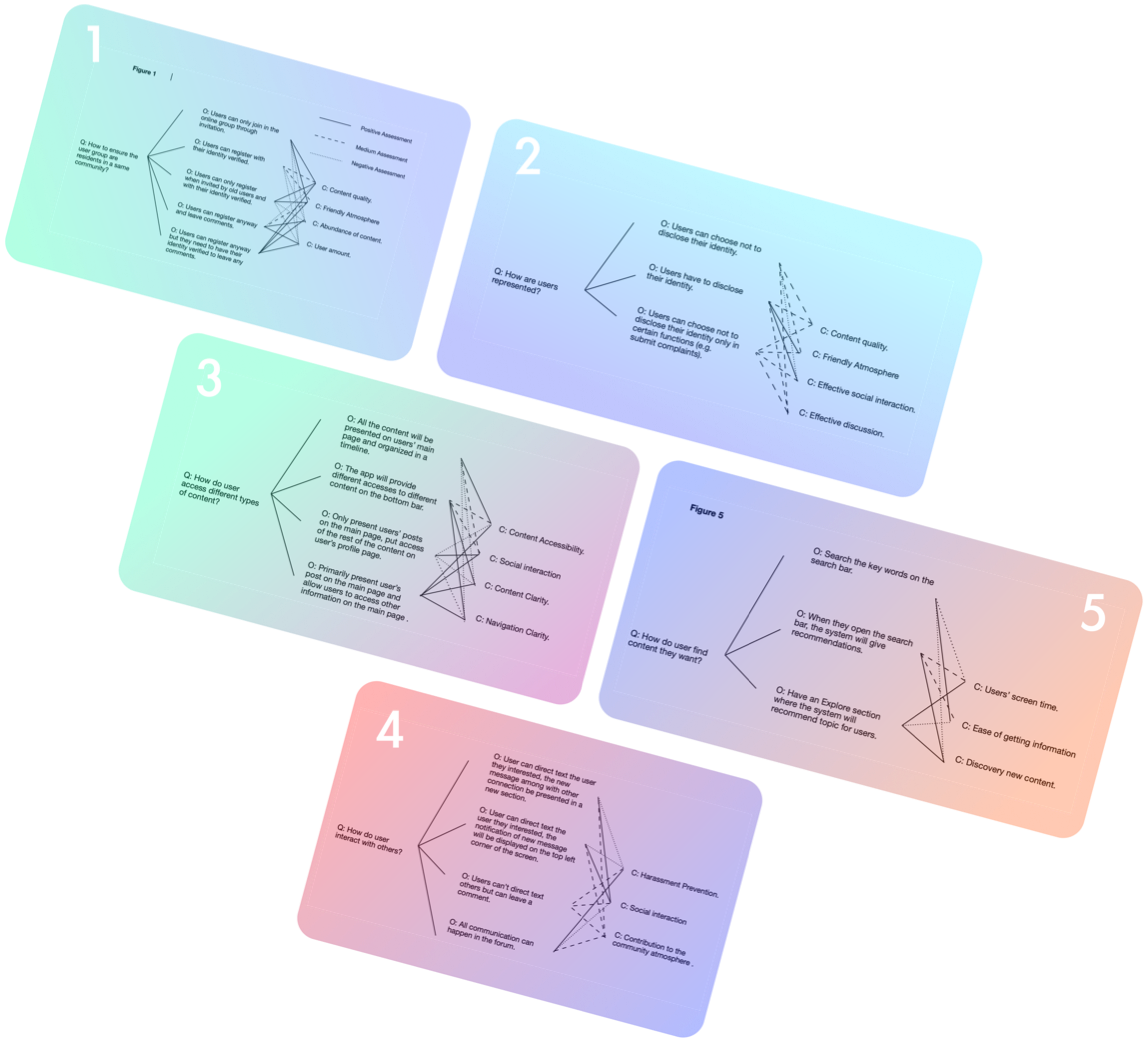 1
Figure 1
Q: How to ensure the
user group are
residents in a same
community?
O: Users can only join in the
online group through
invitation.
O: Users can register with
their identity verified.
O: Users can only register
when invited by old users and
with their identity verified.
O: Users can register anyway
and leave comments.
O: Users can register anyway
but they need to have their
identity verified to leave any
comments.
Positive Assessment
Medium Assessment
Negative Assessment
C: Content quality.
C: Friendly Atmosphere
C: Abundance of content.
C: User amount.
2
Q: How are users
represented?
O: Users can choose not to
disclose their identity.
O: Users have to disclose
their identity.
O: Users can choose not to
disclose their identity only in
certain functions (e.g.
submit complaints).
C: Content quality.
C: Friendly Atmosphere
C: Effective social interaction.
C: Effective discussion.
3
Q: How do user
access different types
of content?
O: All the content will be
presented on users' main
page and organized in a
timeline.
O: The app will provide
different accesses to different
content on the bottom bar.
O: Only present users' posts
on the main page, put access
of the rest of the content on
user's profile page.
O: Primarily present user's
post on the main page and
allow users to access other
information on the main page .
C: Content Accessibility.
C: Social interaction
C: Content Clarity.
C: Navigation Clarity.
4
Q: How do user
interact with others?
O: User can direct text the user
they interested, the new
message among with other
connection be presented in a
new section.
O: User can direct text the
user they interested, the
notification of new message
will be displayed on the top left
corner of the screen.
O: Users can't direct text
others but can leave a
comment.
O: All communication can
happen in the forum.
C: Harassment Prevention.
C: Social interaction
C: Contribution to the
community atmosphere .
5
Figure 5
Q: How do user find
content they want?
O: Search the key words on the
search bar.
O: When they open the search
bar, the system will give
recommendations.
O: Have an Explore section
where the system will
recommend topic for users.
C: Users' screen time.
C: Ease of getting information
C: Discovery new content.